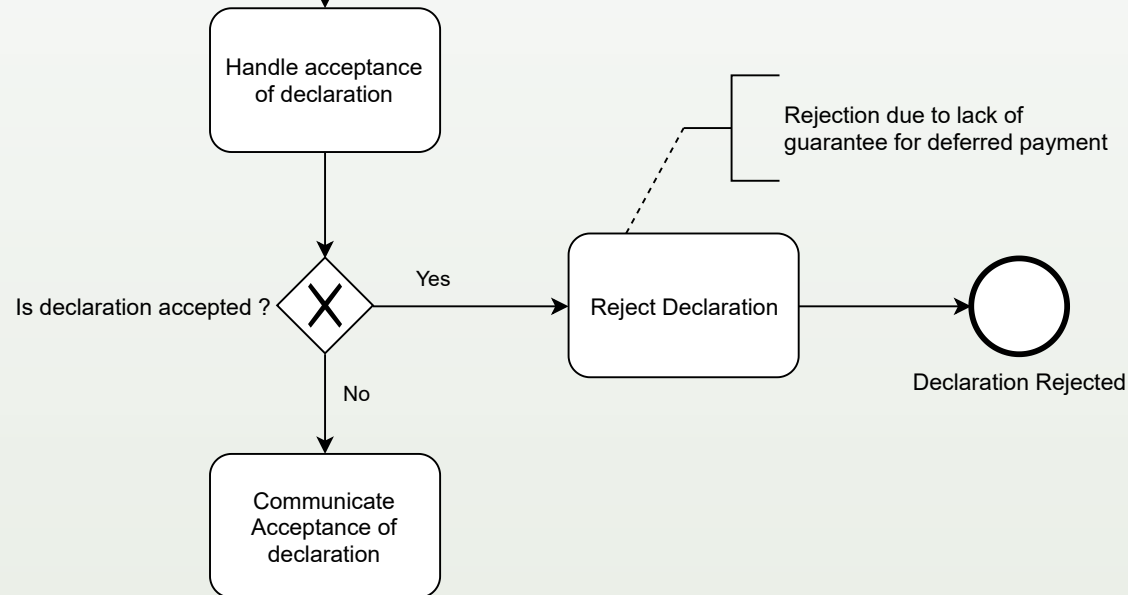 Handle acceptance
of declaration
Rejection due to lack of
guarantee for deferred payment
Yes
Is declaration accepted ?
Reject Declaration
Declaration Rejected
No
Communicate
Acceptance of
declaration